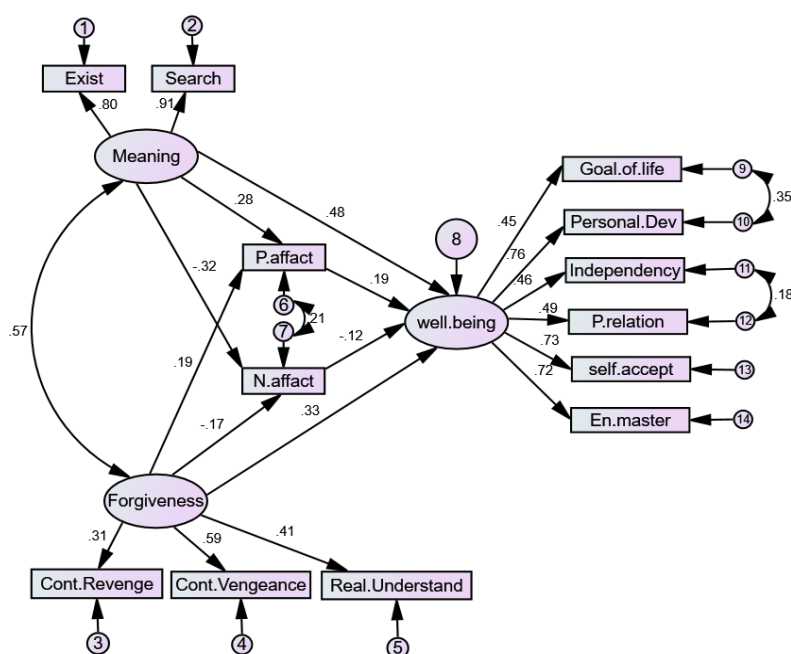 1
2
Exist
Search
.80
.91
Meaning
.28
.48
-.32
P.affact
6
7
.21
N.affact
.57
.19
-.17
.19
-.12
.33
8
well.being
.45
.76
.46
.49
.73
.72
Goal.of.life
Personal.Dev
Independency
P.relation
self.accept
En.master
9
10
11
12
13
14
.35
.18
Forgiveness
.31
.59
.41
Cont.Revenge
Cont.Vengeance
Real.Understand
3
4
5